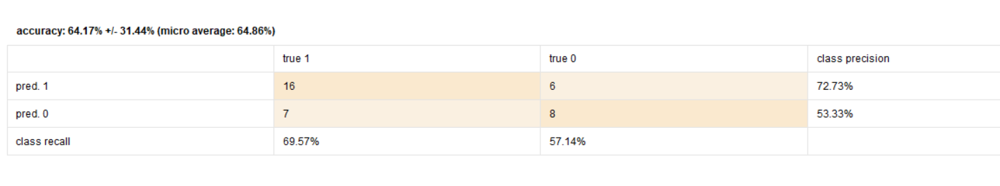 accuracy: 64.17% +/- 31.44% (micro average: 64.86%)
true 1 true 0 class precision
pred. 1 16 6 72.73%
pred. 0 7 8 53.33%
class recall 69.57% 57.14%